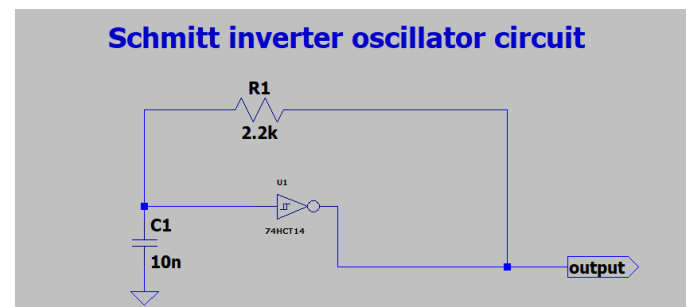 Schmitt inverter oscillator circuit
R1
2.2k
U1
74HCT14
C1
10n
output